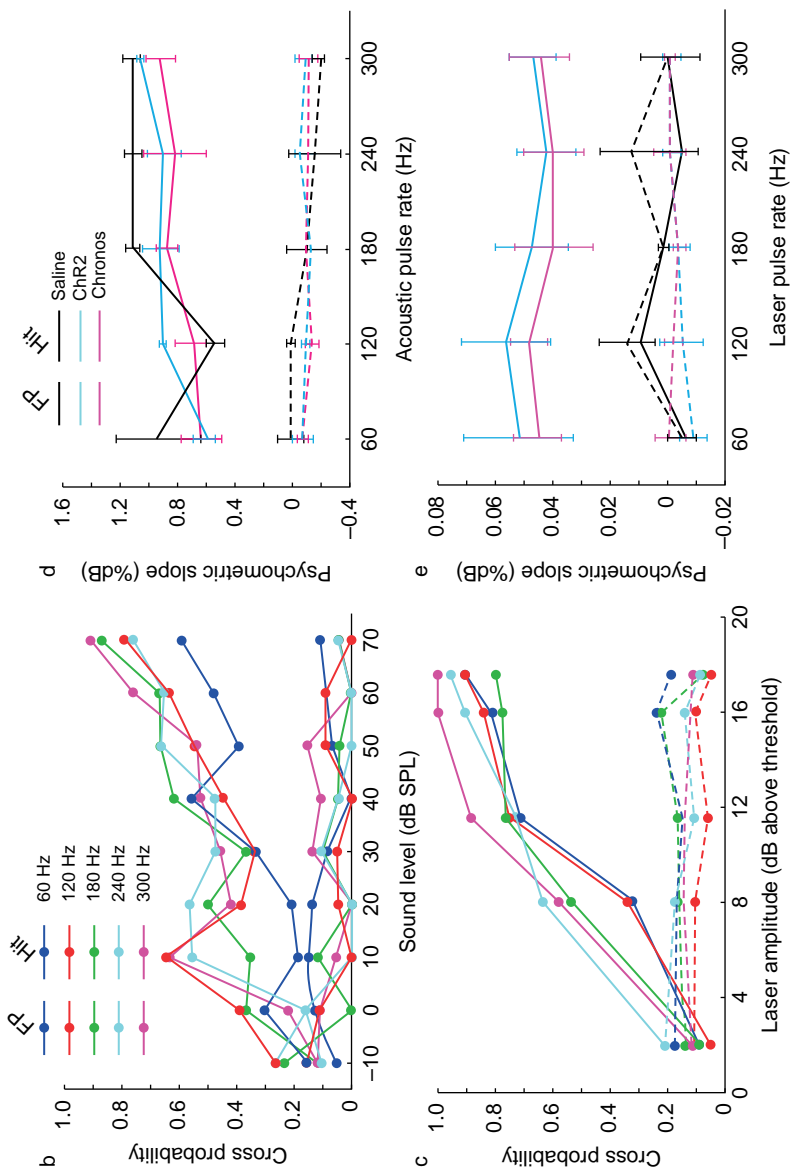 b
FP
Hit
60 Hz
120 Hz
180 Hz
240 Hz
300 Hz
Cross probability
1.0
0.8
0.6
0.4
0.2
0
–10
0
10
20
30
40
50
60
70
Sound level (dB SPL)
c
Cross probability
1.0
0.8
0.6
0.4
0.2
0
0
4
8
12
16
20
Laser amplitude (dB above threshold)
d
FP
Hit
Saline
ChR2
Chronos
Psychometric slope (%dB)
1.6
1.2
0.8
0.4
0
–0.4
60
120
180
240
300
Acoustic pulse rate (Hz)
e
Psychometric slope (%dB)
0.08
0.06
0.04
0.02
0
–0.02
60
120
180
240
300
Laser pulse rate (Hz)